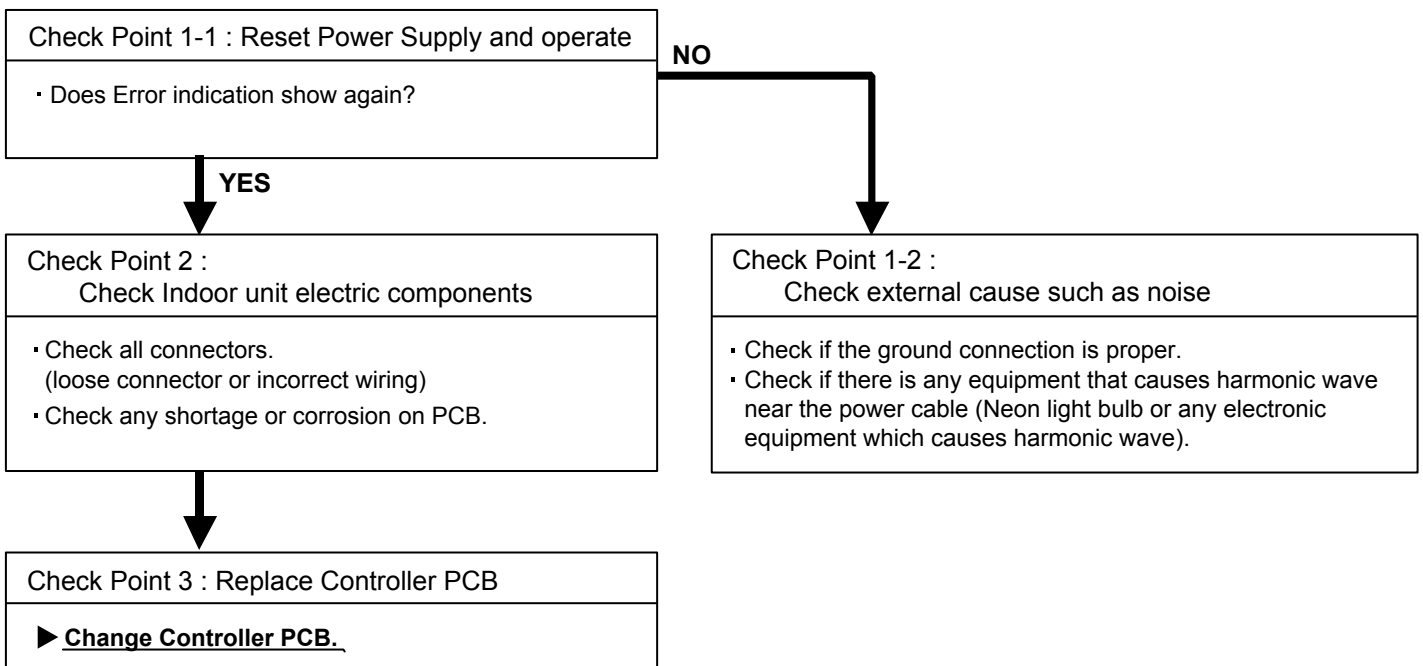 Check Point 1-1 : Reset Power Supply and operate
・Does Error indication show again?
NO
YES
Check Point 2 :
Check Indoor unit electric components
・Check all connectors.
(loose connector or incorrect wiring)
・Check any shortage or corrosion on PCB.
Check Point 1-2 :
Check external cause such as noise
・Check if the ground connection is proper.
・Check if there is any equipment that causes harmonic wave
near the power cable (Neon light bulb or any electronic
equipment which causes harmonic wave).
Check Point 3 : Replace Controller PCB
▶Change Controller PCB.